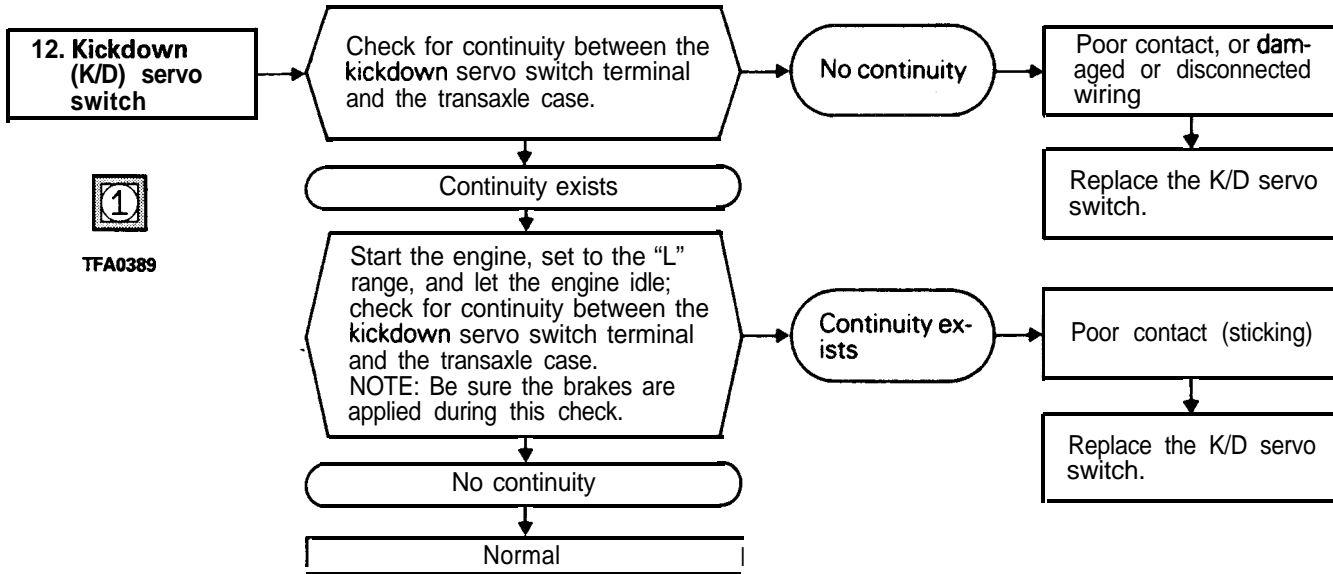 12. Kickdown
(K/D) servo
switch
Check for continuity between the
kickdown servo switch terminal
and the transaxle case.
No continuity
Poor contact, or dam-
aged or disconnected
wiring
Replace the K/D servo
switch.
Continuity exists
1
TFA0389
Start the engine, set to the “L”
range, and let the engine idle;
check for continuity between the
kickdown servo switch terminal
and the transaxle case.
NOTE: Be sure the brakes are
applied during this check.
Continuity ex-
ists
Poor contact (sticking)
Replace the K/D servo
switch.
No continuity
Normal